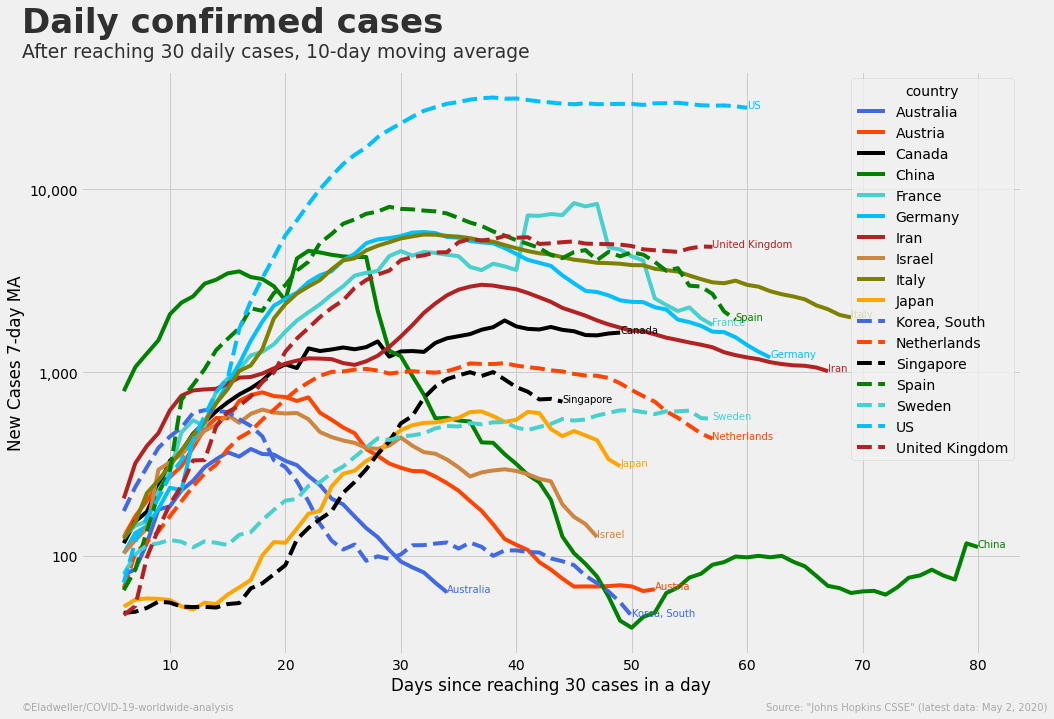 Daily confirmed cases
After reaching 30 daily cases, 10-day moving average
New Cases 7-day MA
10,000
1,000
100
10
20
30
40
50
60
70
80
Days since reaching 30 cases in a day
US
United Kingdom
Spain
Italy
France
Canada
Germany
Iran
Singapore
Sweden
Netherlands
Japan
Israel
China
Australia
Austria
Korea, South
country
Australia
Austria
Canada
China
France
Germany
Iran
Israel
Italy
Japan
Korea, South
Netherlands
Singapore
Spain
Sweden
US
United Kingdom
©Eladweller/COVID-19-worldwide-analysis
Source: "Johns Hopkins CSSE" (latest data: May 2, 2020)